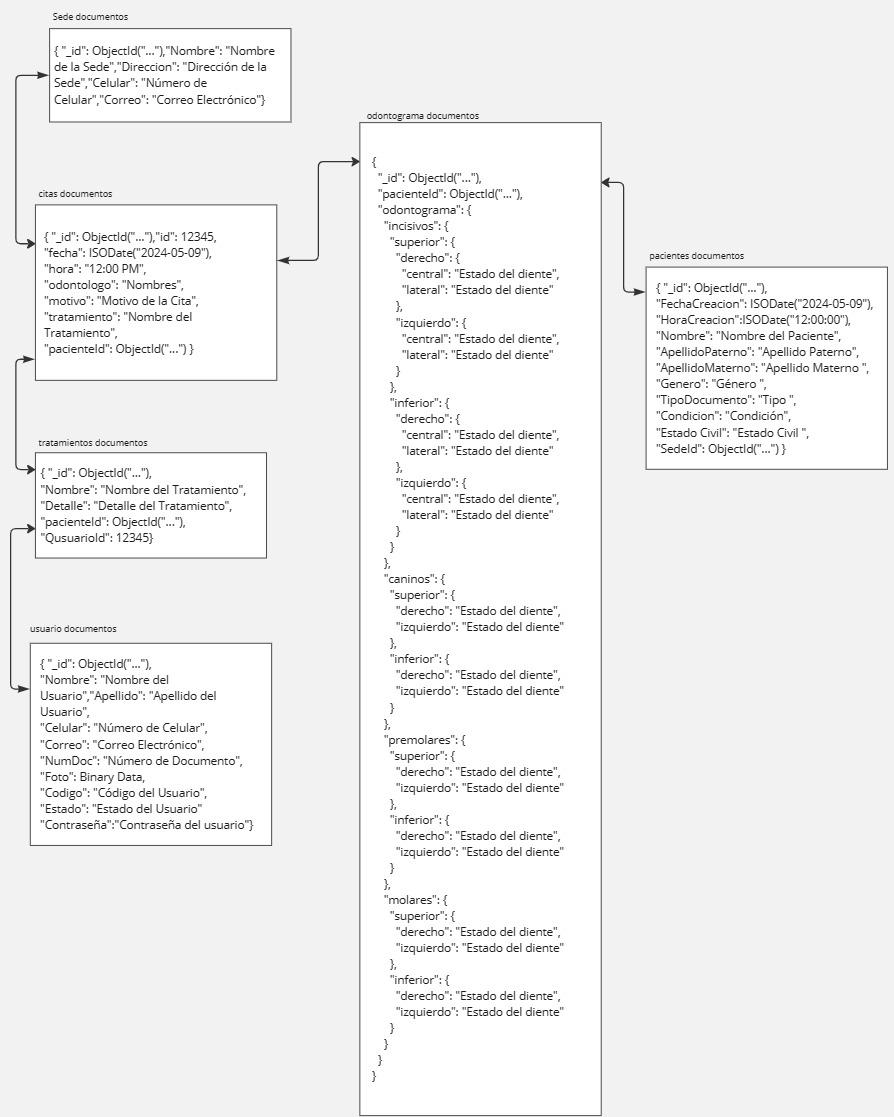 Sede documentos
{ "_id": ObjectId("..."),"Nombre": "Nombre
de la Sede","Direccion": "Dirección de la
Sede","Celular": "Número de
Celular","Correo": "Correo Electrónico"}
citas documentos
{ "_id": ObjectId("..."),"id": 12345,
"fecha": ISODate("2024-05-09"),
"hora": "12:00 PM",
"odontologo": "Nombres",
"motivo": "Motivo de la Cita",
"tratamiento": "Nombre del
Tratamiento",
"pacienteId": ObjectId("...") }
tratamientos documentos
{ "_id": ObjectId("..."),
"Nombre": "Nombre del Tratamiento",
"Detalle": "Detalle del Tratamiento",
"pacienteId": ObjectId("..."),
"QusuarioId": 12345}
usuario documentos
{ "_id": ObjectId("..."),
"Nombre": "Nombre del
Usuario","Apellido": "Apellido del
Usuario",
"Celular": "Número de Celular",
"Correo": "Correo Electrónico",
"NumDoc": "Número de Documento",
"Foto": Binary Data,
"Codigo": "Código del Usuario",
"Estado": "Estado del Usuario"
"Contraseña":"Contraseña del usuario"}
odontograma documentos
{
"_id": ObjectId("..."),
"pacienteId": ObjectId("..."),
"odontograma": {
"incisivos": {
"superior": {
"derecho": {
"central": "Estado del diente",
"lateral": "Estado del diente"
},
"izquierdo": {
"central": "Estado del diente",
"lateral": "Estado del diente"
}
},
"inferior": {
"derecho": {
"central": "Estado del diente",
"lateral": "Estado del diente"
},
"izquierdo": {
"central": "Estado del diente",
"lateral": "Estado del diente"
}
}
},
"caninos": {
"superior": {
"derecho": "Estado del diente",
"izquierdo": "Estado del diente"
},
"inferior": {
"derecho": "Estado del diente",
"izquierdo": "Estado del diente"
}
},
"premolares": {
"superior": {
"derecho": "Estado del diente",
"izquierdo": "Estado del diente"
},
"inferior": {
"derecho": "Estado del diente",
"izquierdo": "Estado del diente"
}
},
"molares": {
"superior": {
"derecho": "Estado del diente",
"izquierdo": "Estado del diente"
},
"inferior": {
"derecho": "Estado del diente",
"izquierdo": "Estado del diente"
}
}
}
}
pacientes documentos
{ "_id": ObjectId("..."),
"FechaCreacion": ISODate("2024-05-09"),
"HoraCreacion":ISODate("12:00:00"),
"Nombre": "Nombre del Paciente",
"ApellidoPaterno": "Apellido Paterno",
"ApellidoMaterno": "Apellido Materno ",
"Genero": "Género ",
"TipoDocumento": "Tipo ",
"Condicion": "Condición",
"Estado Civil": "Estado Civil ",
"SedeId": ObjectId("...") }